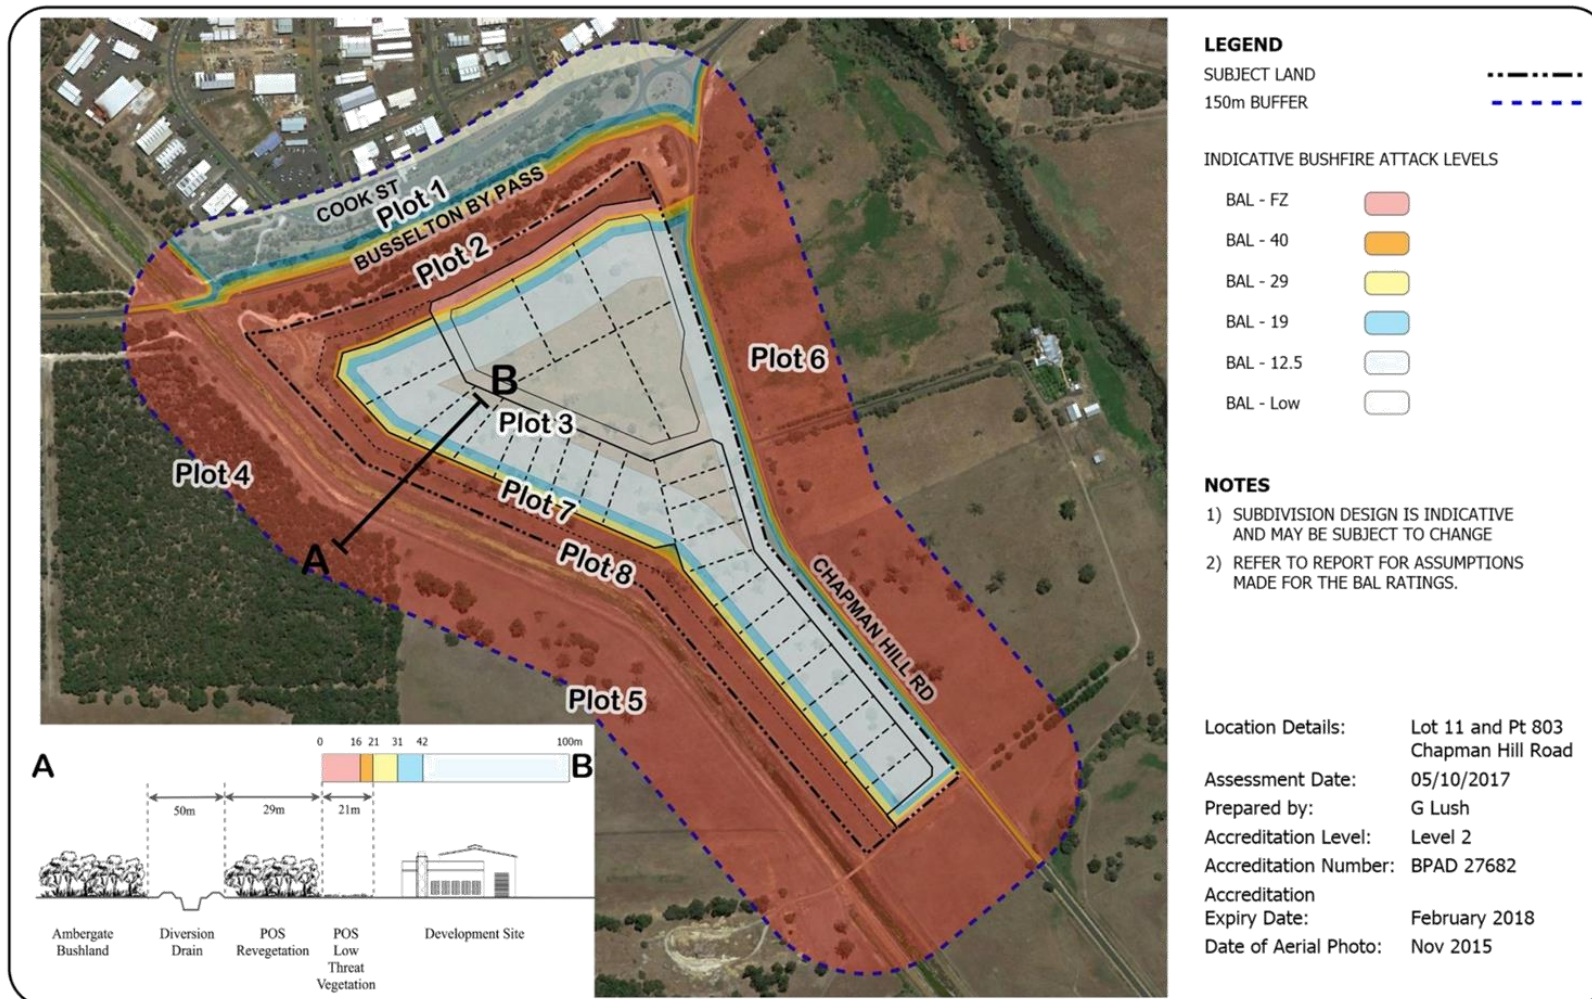 COOK ST
Plot 1
BUSSELTON BY PASS
Plot 2
Plot 6
B
Plot 3
Plot 4
Plot 7
A
Plot 8
CHAPMAN HILL RD
Plot 5
A
0 16 21 31 42 100m
B
50m
29m
21m
Ambergate
Bushland
Diversion
Drain
POS
Revegetation
POS
Low
Threat
Vegetation
Development Site
LEGEND
SUBJECT LAND
150m BUFFER
INDICATIVE BUSHFIRE ATTACK LEVELS
BAL - FZ
BAL - 40
BAL - 29
BAL - 19
BAL - 12.5
BAL - Low
NOTES
1) SUBDIVISION DESIGN IS INDICATIVE
AND MAY BE SUBJECT TO CHANGE
2) REFER TO REPORT FOR ASSUMPTIONS
MADE FOR THE BAL RATINGS.
Location Details: Lot 11 and Pt 803
Chapman Hill Road
Assessment Date: 05/10/2017
Prepared by: G Lush
Accreditation Level: Level 2
Accreditation Number: BPAD 27682
Accreditation
Expiry Date: February 2018
Date of Aerial Photo: Nov 2015